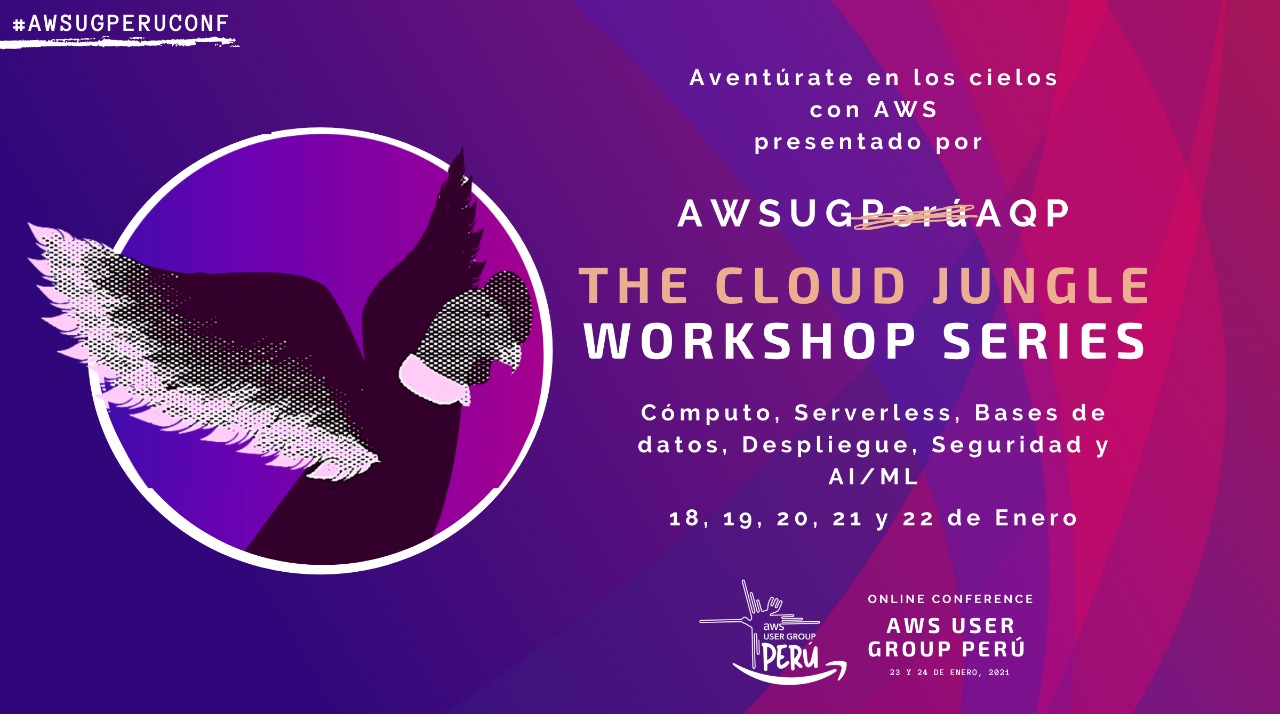 #AWSUGPERUCONF
Aventúrate en los cielos
con AWS
presentado por
AWSUGPerúAQP
THE CLOUD JUNGLE
WORKSHOP SERIES
Cómputo, Serverless, Bases de
datos, Despliegue, Seguridad y
AI/ML
18, 19, 20, 21 y 22 de Enero
aws
USER GROUP
PERÚ
ONLINE CONFERENCE
AWS USER
GROUP PERÚ
23 Y 24 DE ENERO, 2021